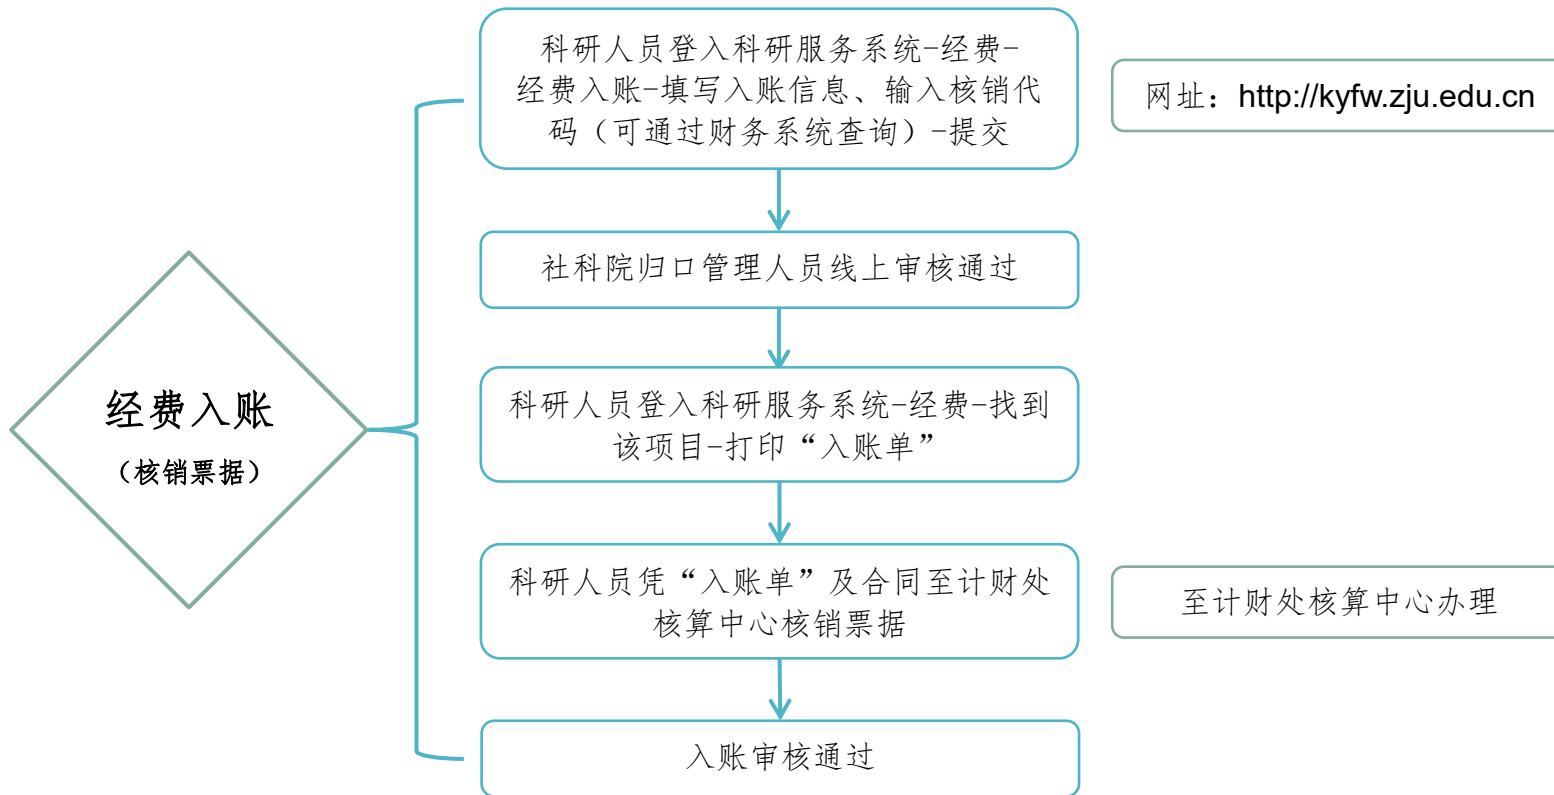 科研人员登入科研服务系统-经费-
经费入账-填写入账信息、输入核销代
码（可通过财务系统查询）-提交
网址：http://kyfw.zju.edu.cn
社科院归口管理人员线上审核通过
科研人员登入科研服务系统-经费-找到
该项目-打印“入账单”
经费入账
（核销票据）
科研人员凭“入账单”及合同至计财处
核算中心核销票据
至计财处核算中心办理
入账审核通过